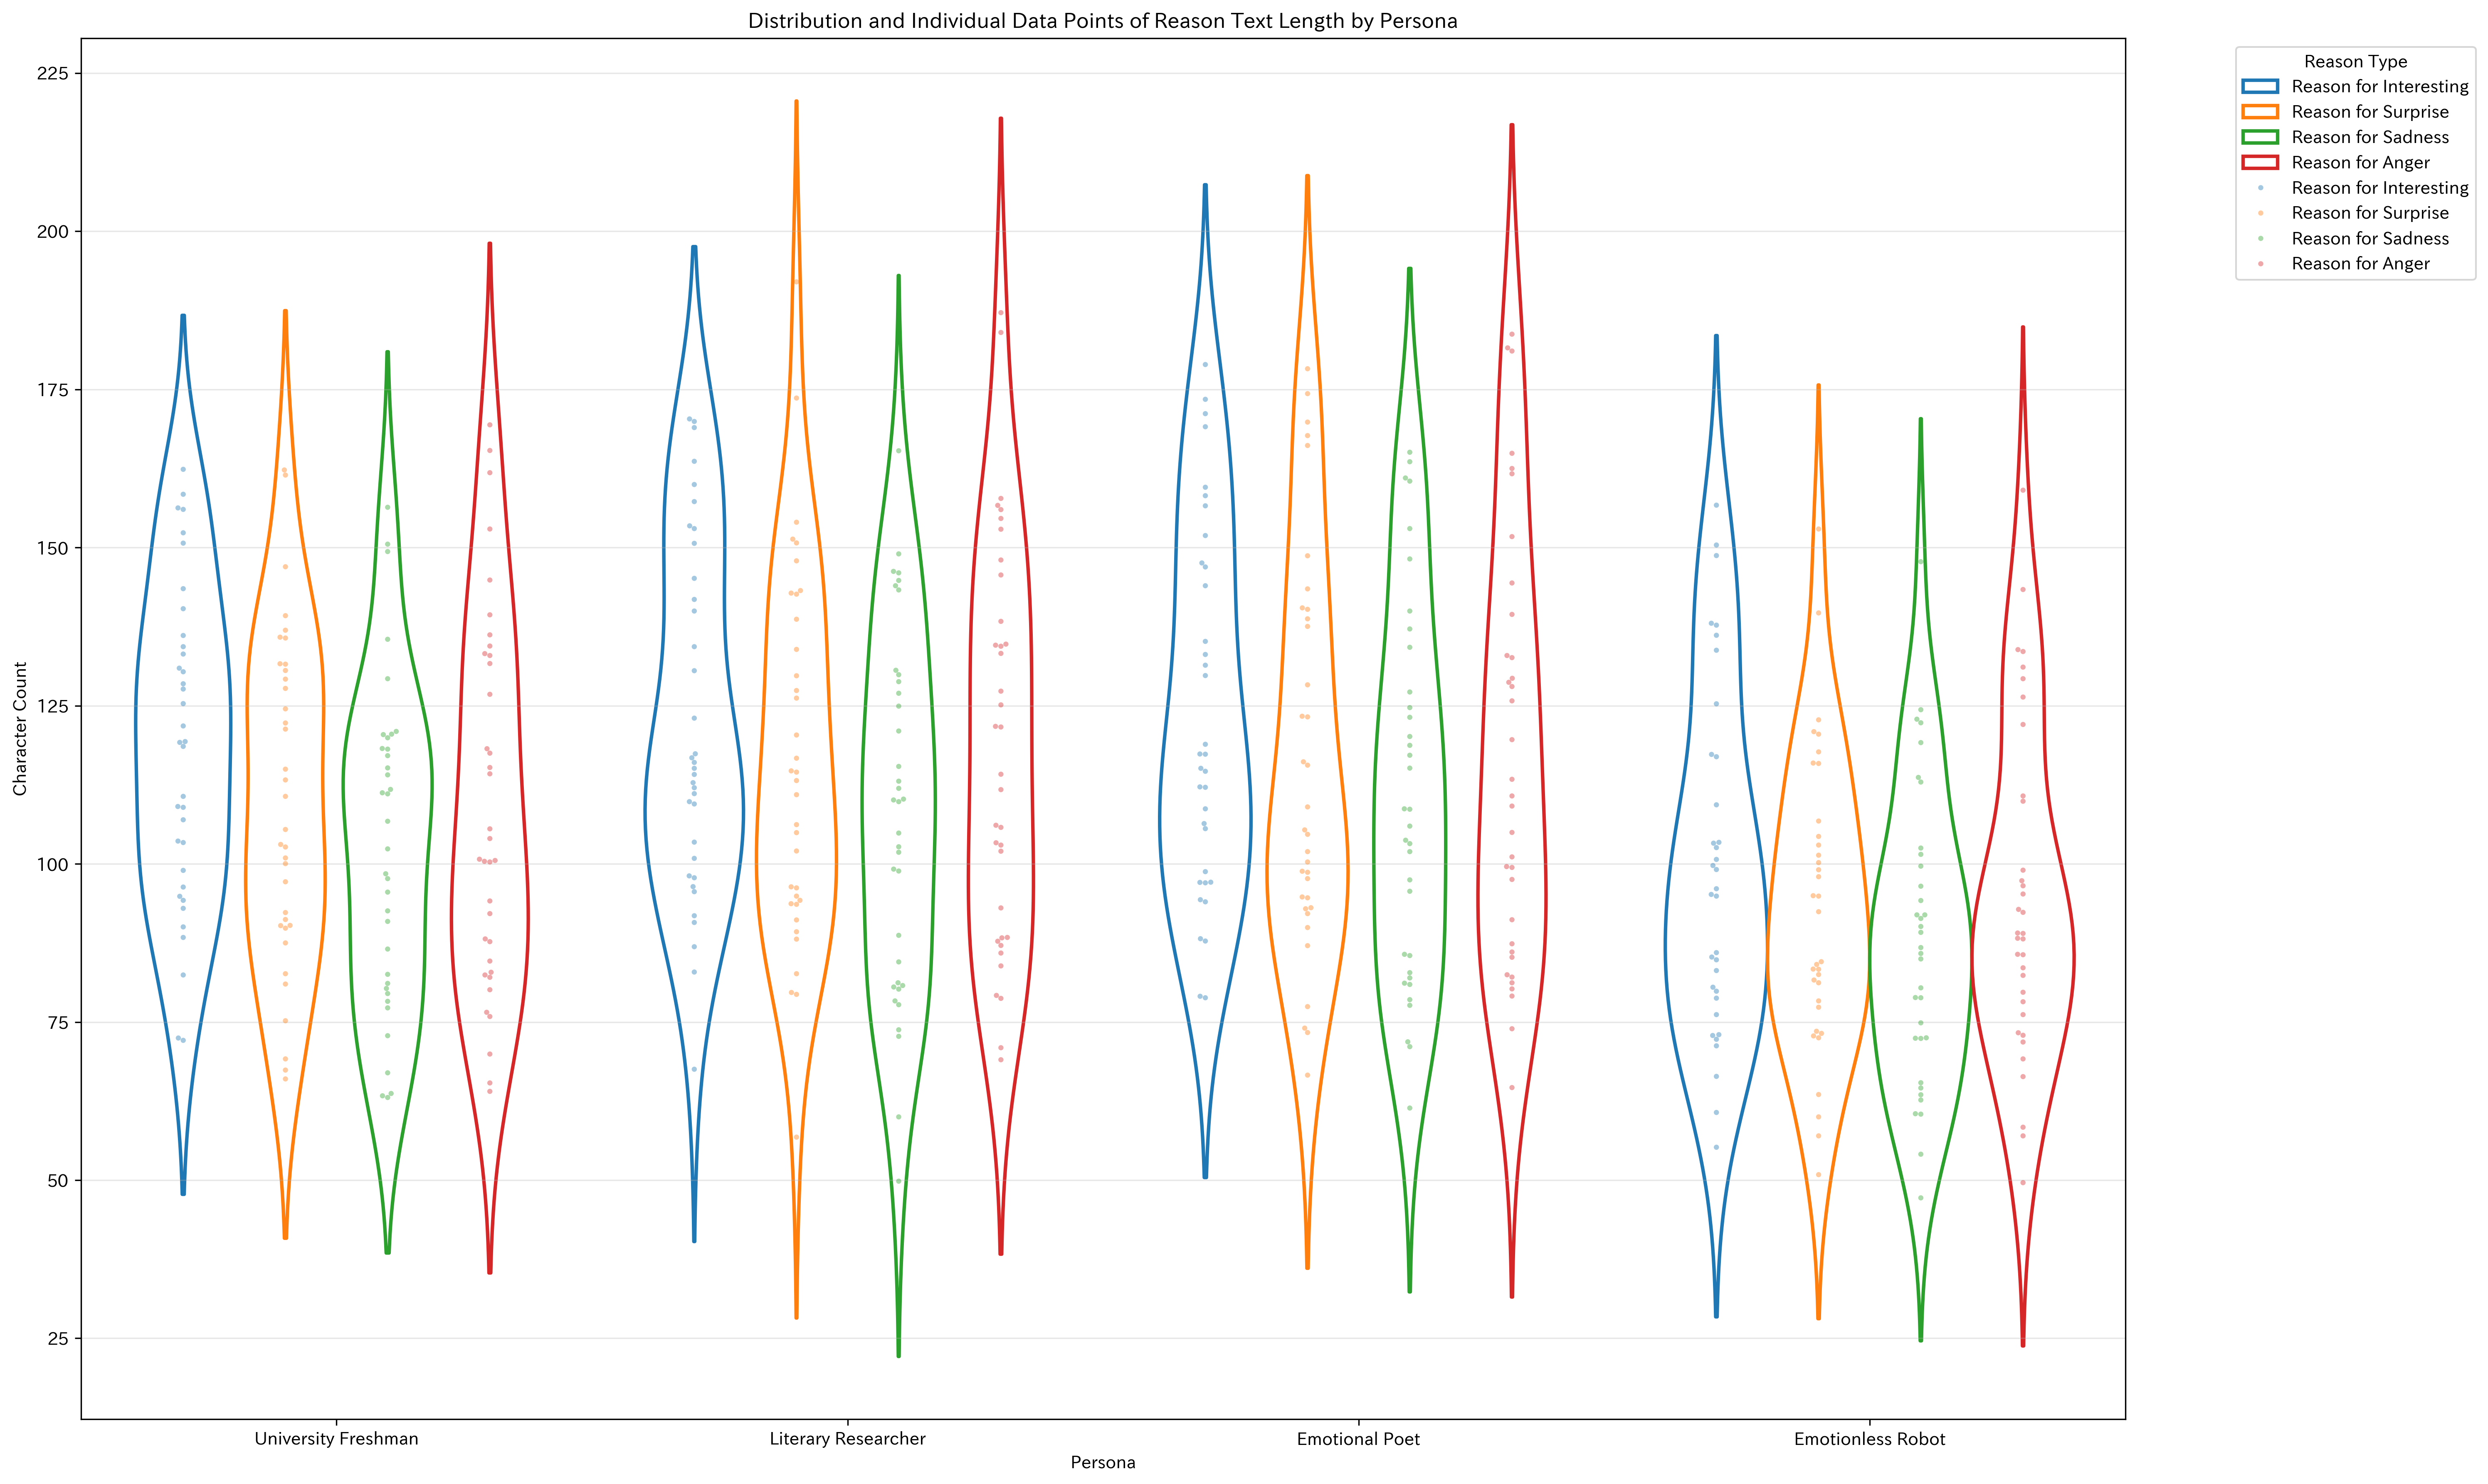 Distribution and Individual Data Points of Reason Text Length by Persona
Character Count
225
200
175
150
125
100
75
50
25
University Freshman
Literary Researcher
Emotional Poet
Emotionless Robot
Persona
Reason Type
Reason for Interesting
Reason for Surprise
Reason for Sadness
Reason for Anger
Reason for Interesting
Reason for Surprise
Reason for Sadness
Reason for Anger